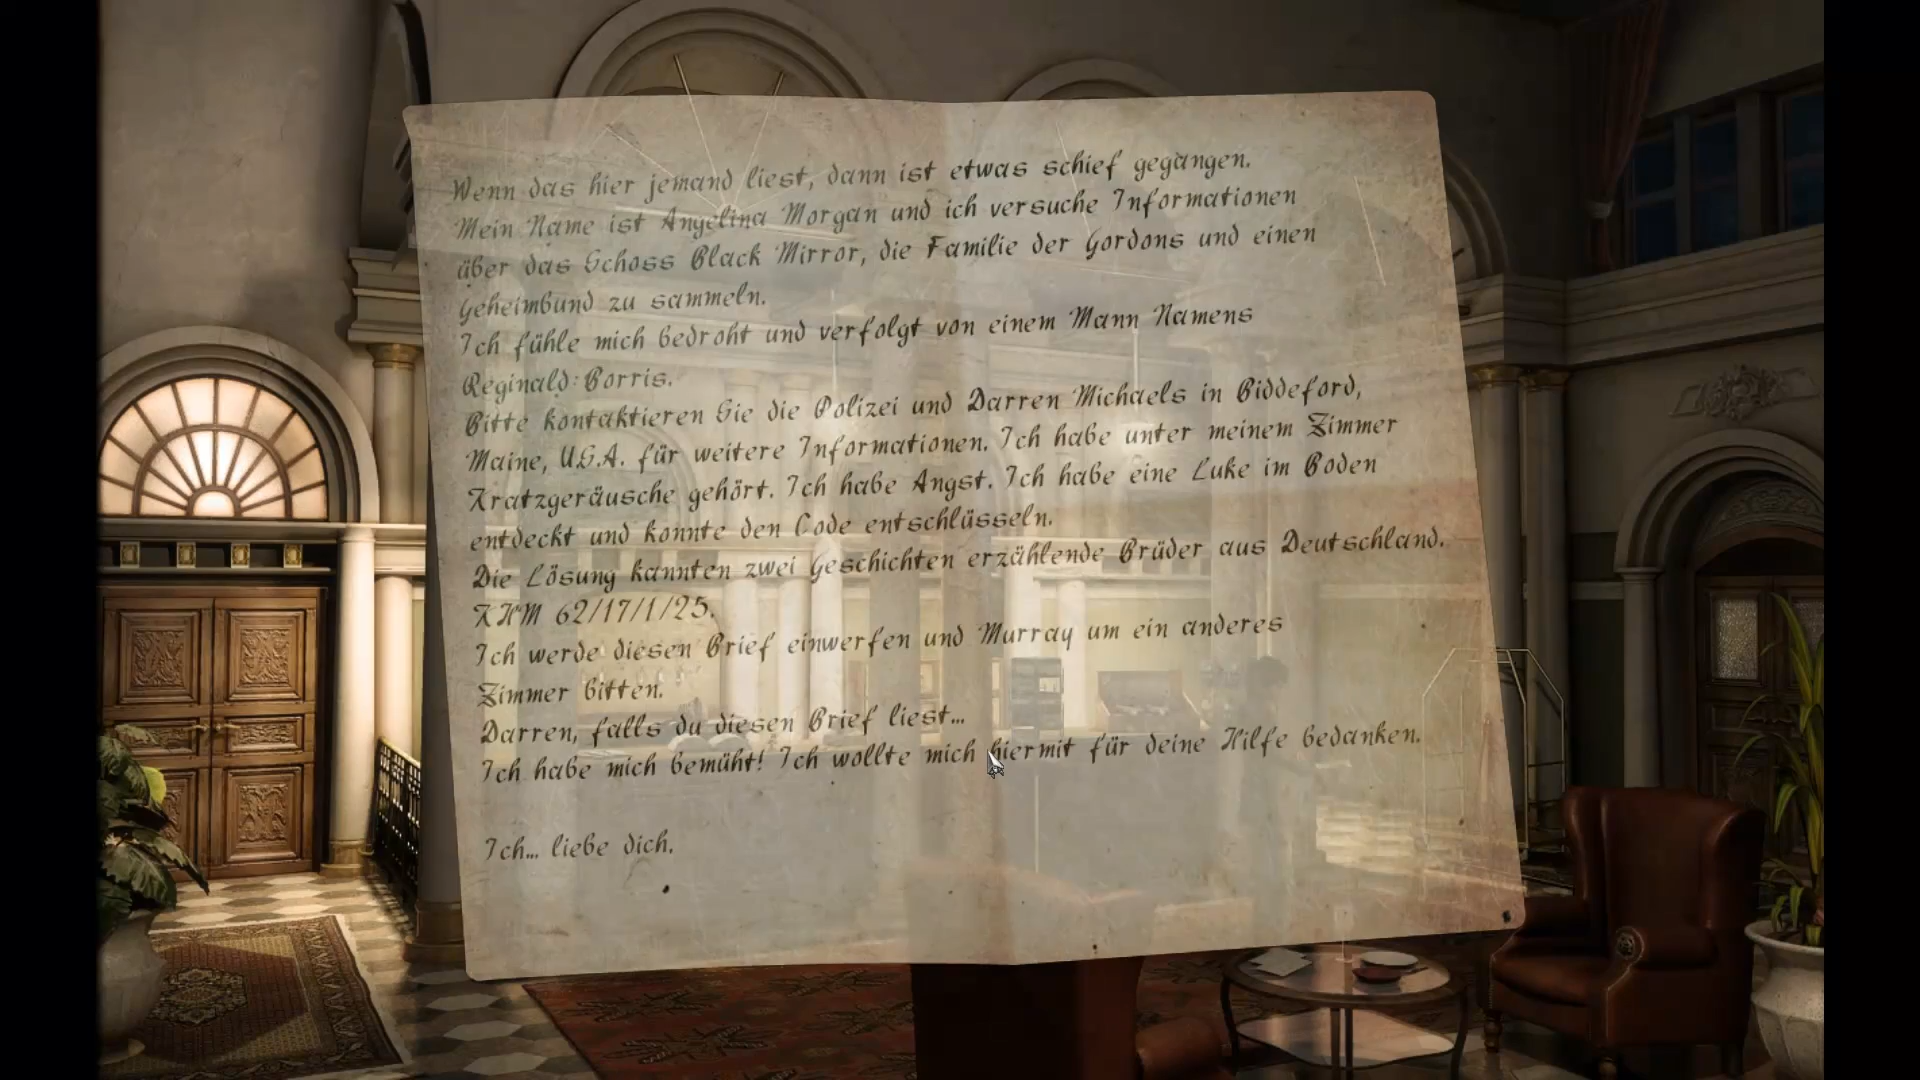 Wenn das hier jemand liest, dann ist etwas schief gegangen.
Mein Name ist Angelina Morgan und ich versuche Informationen
über das Schoss Black Mirror, die Familie der Gordons und einen
Geheimbund zu sammeln.
Ich fühle mich bedroht und verfolgt von einem Mann Namens
Reginald Borris.
Bitte kontaktieren Sie die Polizei und Darren Michaels in Biddeford,
Maine, U.S.A. für weitere Informationen. Ich habe unter meinem Zimmer
Kratzgeräusche gehört. Ich habe Angst. Ich habe eine Luke im Boden
entdeckt und konnte den Code entschlüsseln.
Die Lösung kannten zwei Geschichten erzählende Brüder aus Deutschland.
KHM 62/17/1/25.
Ich werde diesen Brief einwerfen und Murray um ein anderes
Zimmer bitten.
Darren, falls du diesen Brief liest...
Ich habe mich bemüht! Ich wollte mich hiermit für deine Hilfe bedanken.
Ich... liebe dich.